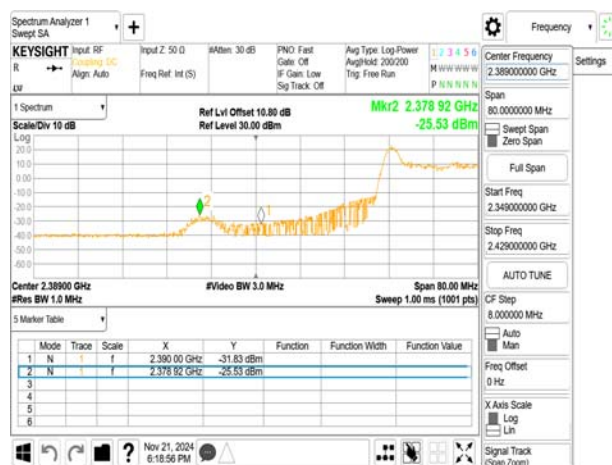 Spectrum Analyzer 1
Swept SA
+
Frequency
KEYSIGHT
Input: RF
Coupling: DC
Align: Auto
Input Z: 50 Ω
Freq Ref: Int (S)
#Atten: 30 dB
PNO: Fast
Gate: Off
IF Gain: Low
Sig Track: Off
Avg Type: Log-Power
Avg|Hold: 200/200
Trig: Free Run
1 2 3 4 5 6
M W W W W W
P N N N N N
R
LVI
1 Spectrum
Scale/Div 10 dB
Ref Lvl Offset 10.80 dB
Ref Level 30.00 dBm
Mkr2 2.378 92 GHz
-25.53 dBm
Log
20.0
10.0
0.00
-10.0
-20.0
-30.0
-40.0
-50.0
-60.0
2
1
Center 2.38900 GHz
#Res BW 1.0 MHz
#Video BW 3.0 MHz
Span 80.00 MHz
Sweep 1.00 ms (1001 pts)
5 Marker Table
Mode Trace Scale X Y Function Function Width Function Value
1 N 1 f 2.390 00 GHz -31.83 dBm
2 N 1 f 2.378 92 GHz -25.53 dBm
3
4
5
6
Nov 21, 2024
6:18:56 PM
?
Center Frequency
2.389000000 GHz
Settings
Span
80.0000000 MHz
Swept Span
Zero Span
Full Span
Start Freq
2.349000000 GHz
Stop Freq
2.429000000 GHz
AUTO TUNE
CF Step
8.000000 MHz
Auto
Man
Freq Offset
0 Hz
X Axis Scale
Log
Lin
Signal Track
(Span Zoom)